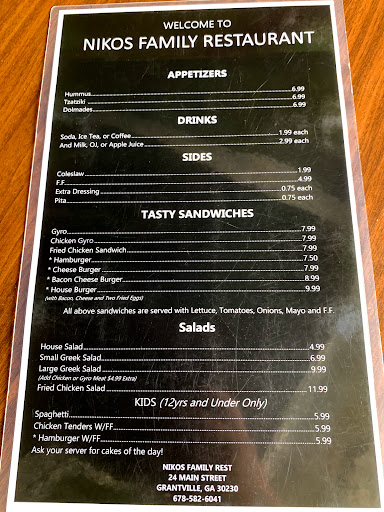 WELCOME TO
NIKOS FAMILY RESTAURANT
APPETIZERS
Hummus 6.99
Tzatziki 6.99
Dolmades 6.99
DRINKS
Soda, Ice Tea, or Coffee 1.99 each
And Milk, OJ, or Apple Juice 2.99 each
SIDES
Coleslaw 1.99
F.F. 4.99
Extra Dressing 0.75 each
Pita 0.75 each
TASTY SANDWICHES
Gyro 7.99
Chicken Gyro 7.99
Fried Chicken Sandwich 7.99
* Hamburger 7.50
* Cheese Burger 7.99
* Bacon Cheese Burger 8.99
* House Burger 9.99
(with Bacon, Cheese and Two Fried Eggs)
All above sandwiches are served with Lettuce, Tomatoes, Onions, Mayo and F.F.
Salads
House Salad 4.99
Small Greek Salad 6.99
Large Greek Salad 9.99
(Add Chicken or Gyro Meat $4.99 Extra)
Fried Chicken Salad 11.99
KIDS (12yrs and Under Only)
Spaghetti 5.99
Chicken Tenders W/FF 5.99
* Hamburger W/FF 5.99
Ask your server for cakes of the day!
NIKOS FAMILY REST
24 MAIN STREET
GRANTVILLE, GA 30230
678-582-6041